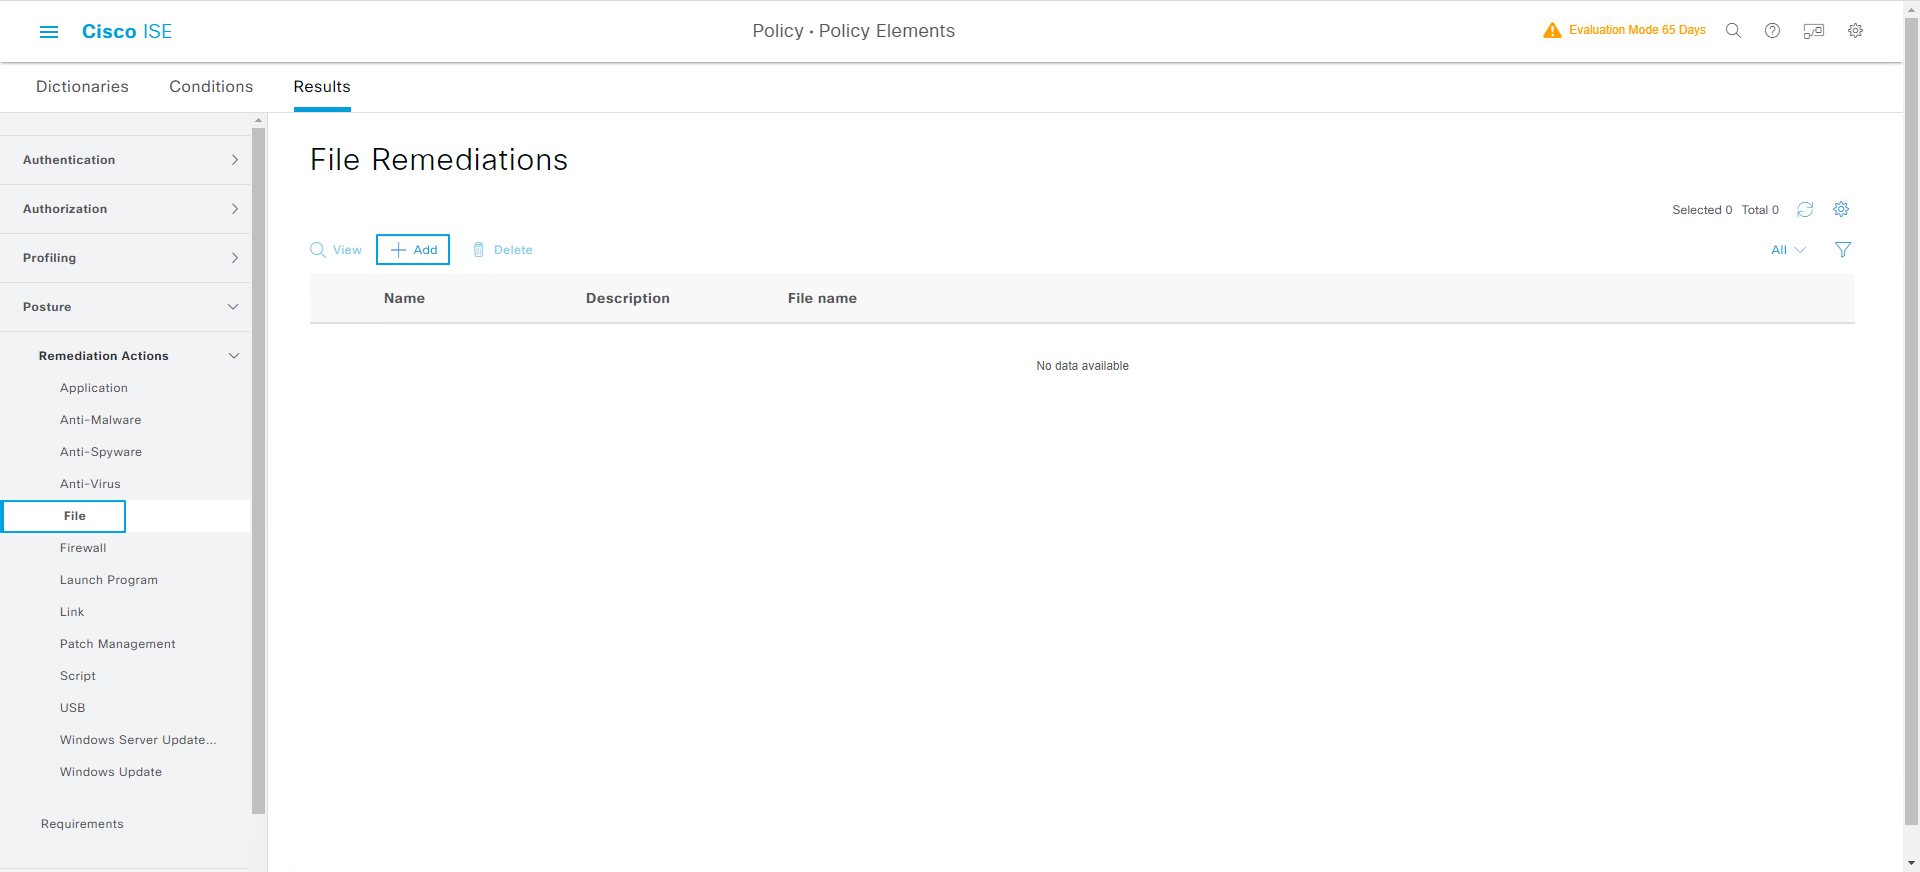 Cisco ISE
Policy · Policy Elements
Evaluation Mode 65 Days
Dictionaries
Conditions
Results
Authentication
Authorization
Profiling
Posture
Remediation Actions
Application
Anti-Malware
Anti-Spyware
Anti-Virus
File
Firewall
Launch Program
Link
Patch Management
Script
USB
Windows Server Update...
Windows Update
Requirements
File Remediations
Selected 0 Total 0
View
Add
Delete
All
Name
Description
File name
No data available